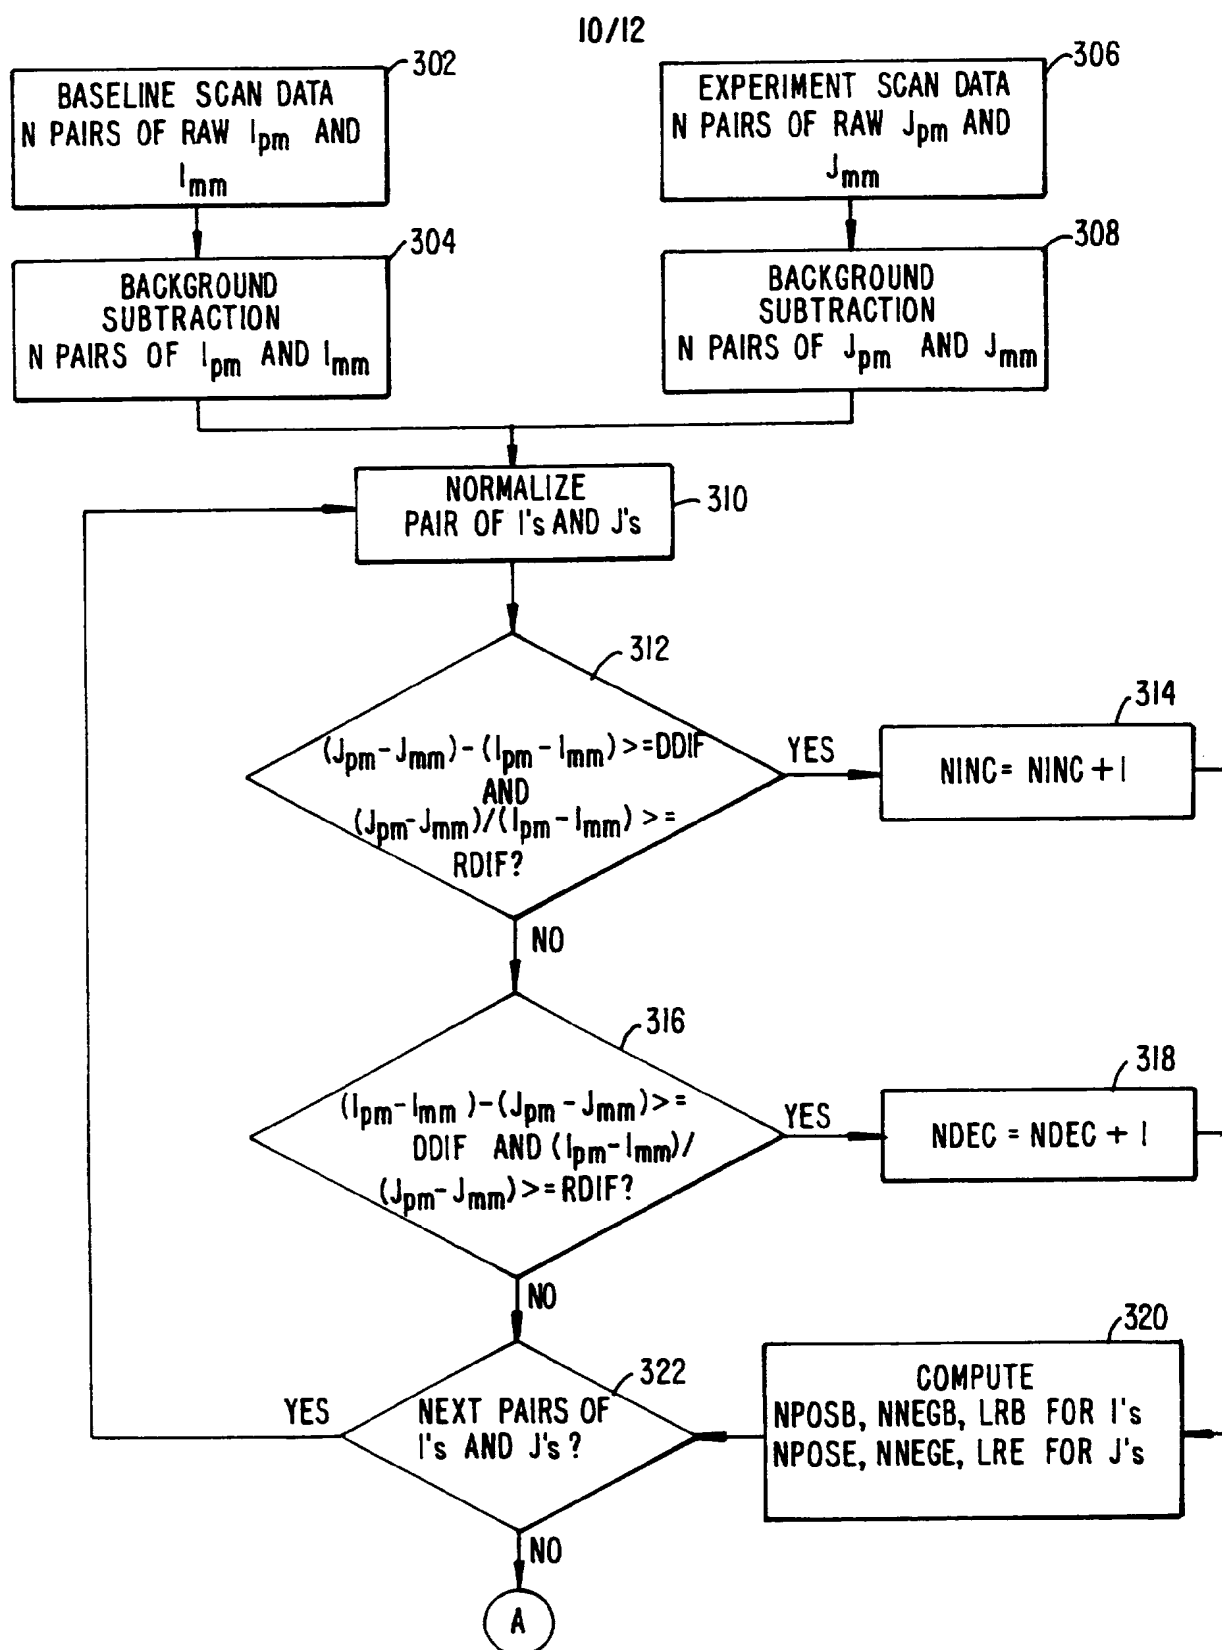 10/12
302
BASELINE SCAN DATA
N PAIRS OF RAW Ipm AND
Imm
306
EXPERIMENT SCAN DATA
N PAIRS OF RAW Jpm AND
Jmm
304
BACKGROUND
SUBTRACTION
N PAIRS OF Ipm AND Imm
308
BACKGROUND
SUBTRACTION
N PAIRS OF Jpm AND Jmm
NORMALIZE
PAIR OF I's AND J's
310
312
(Jpm-Jmm)-(Ipm-Imm) >=DDIF
AND
(Jpm-Jmm)/(Ipm-Imm) >=
RDIF?
YES
314
NINC= NINC + 1
NO
316
(Ipm-Imm)-(Jpm-Jmm)>=
DDIF AND (Ipm-Imm)/
(Jpm-Jmm)>=RDIF?
YES
318
NDEC = NDEC + 1
NO
322
NEXT PAIRS OF
I's AND J's?
YES
320
COMPUTE
NPOSB, NNEGB, LRB FOR I's
NPOSE, NNEGE, LRE FOR J's
NO
A